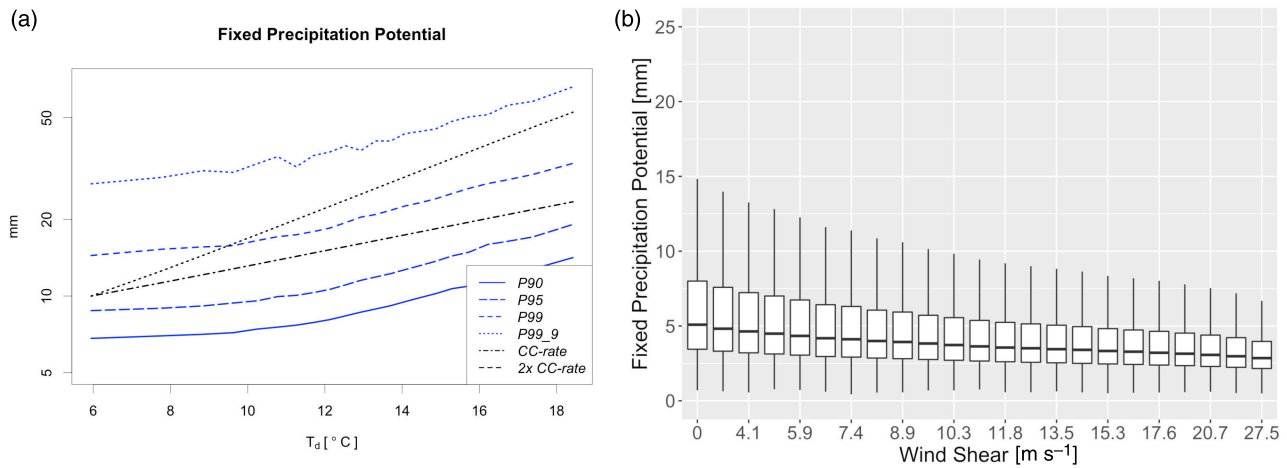 (a)
Fixed Precipitation Potential
mm
50
20
10
5
6 8 10 12 14 16 18
T_d [ ° C ]
P90
P95
P99
P99_9
CC-rate
2x CC-rate
(b)
Fixed Precipitation Potential [mm]
25
20
15
10
5
0
0 4.1 5.9 7.4 8.9 10.3 11.8 13.5 15.3 17.6 20.7 27.5
Wind Shear [m s⁻¹]